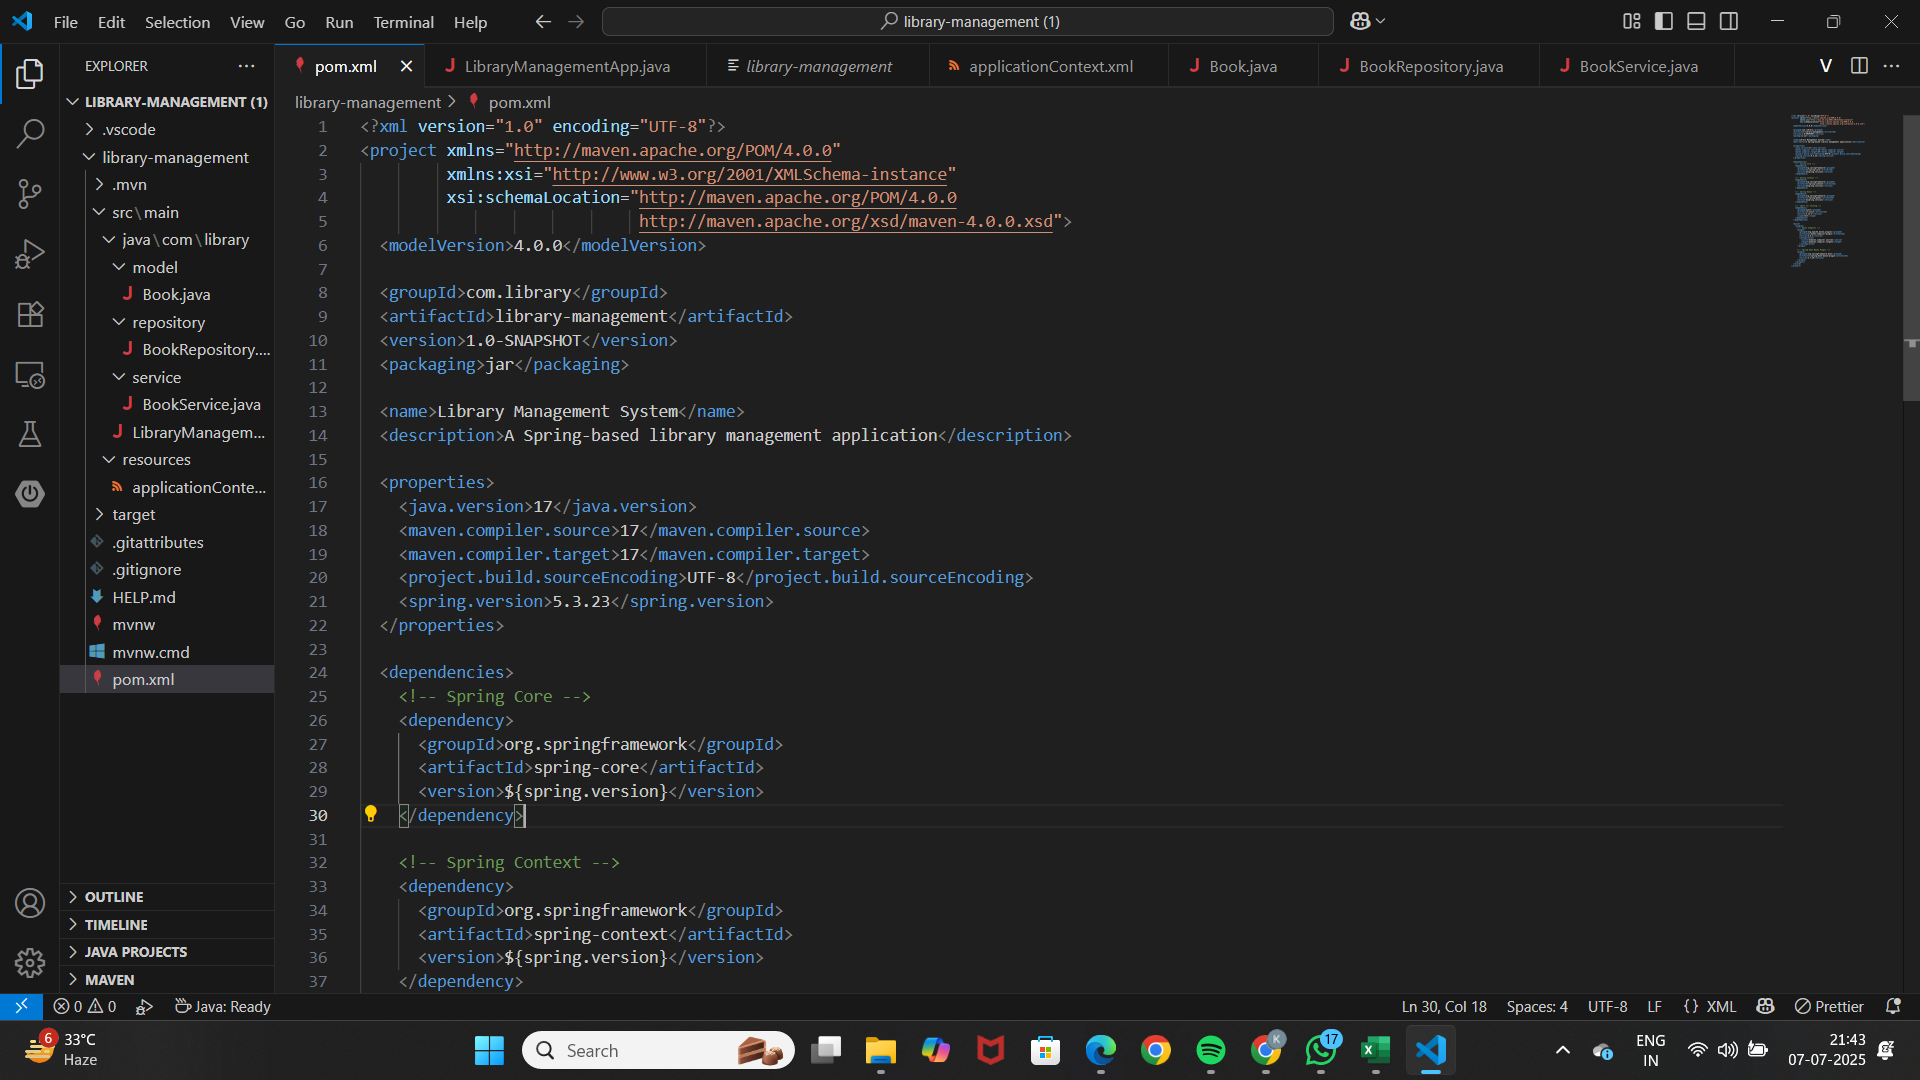 File Edit Selection View Go Run Terminal Help
library-management (1)
EXPLORER
LIBRARY-MANAGEMENT (1)
.vscode
library-management
.mvn
src\main
java\com\library
model
Book.java
repository
BookRepository....
service
BookService.java
LibraryManagem...
resources
applicationConte...
target
.gitattributes
.gitignore
HELP.md
mvnw
mvnw.cmd
pom.xml
OUTLINE
TIMELINE
JAVA PROJECTS
MAVEN
pom.xml LibraryManagementApp.java library-management applicationContext.xml Book.java BookRepository.java BookService.java
library-management > pom.xml
1 <?xml version="1.0" encoding="UTF-8"?>
2 <project xmlns="http://maven.apache.org/POM/4.0.0"
3 xmlns:xsi="http://www.w3.org/2001/XMLSchema-instance"
4 xsi:schemaLocation="http://maven.apache.org/POM/4.0.0
5 http://maven.apache.org/xsd/maven-4.0.0.xsd">
6 <modelVersion>4.0.0</modelVersion>
7
8 <groupId>com.library</groupId>
9 <artifactId>library-management</artifactId>
10 <version>1.0-SNAPSHOT</version>
11 <packaging>jar</packaging>
12
13 <name>Library Management System</name>
14 <description>A Spring-based library management application</description>
15
16 <properties>
17 <java.version>17</java.version>
18 <maven.compiler.source>17</maven.compiler.source>
19 <maven.compiler.target>17</maven.compiler.target>
20 <project.build.sourceEncoding>UTF-8</project.build.sourceEncoding>
21 <spring.version>5.3.23</spring.version>
22 </properties>
23
24 <dependencies>
25 <!-- Spring Core -->
26 <dependency>
27 <groupId>org.springframework</groupId>
28 <artifactId>spring-core</artifactId>
29 <version>${spring.version}</version>
30 </dependency>
31
32 <!-- Spring Context -->
33 <dependency>
34 <groupId>org.springframework</groupId>
35 <artifactId>spring-context</artifactId>
36 <version>${spring.version}</version>
37 </dependency>
0 0 Java: Ready Ln 30, Col 18 Spaces: 4 UTF-8 LF {} XML Prettier
6 33°C
Haze
Search
K
17
ENG
IN
21:43
07-07-2025